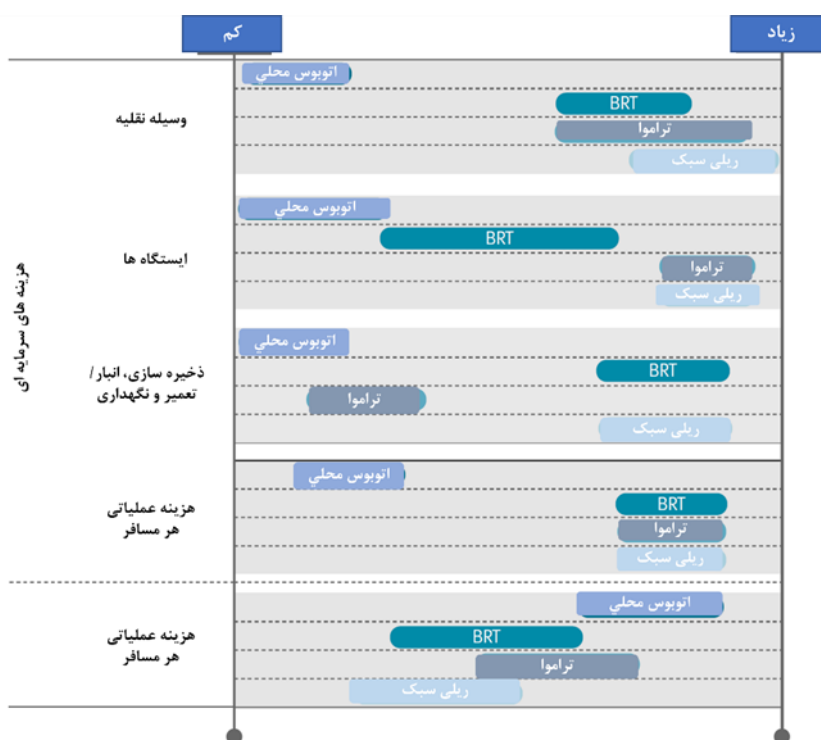 زیاد
کم
هزینه های سرمایه ای
وسیله نقلیه
اتوبوس محلي
BRT
تراموا
ریلی سبک
ایستگاه ها
اتوبوس محلي
BRT
تراموا
ریلی سبک
ذخیره سازی، انبار/
تعمیر و نگهداری
اتوبوس محلي
BRT
تراموا
ریلی سبک
هزینه عملیاتی
هر مسافر
اتوبوس محلي
BRT
تراموا
ریلی سبک
هزینه عملیاتی
هر مسافر
اتوبوس محلي
BRT
تراموا
ریلی سبک